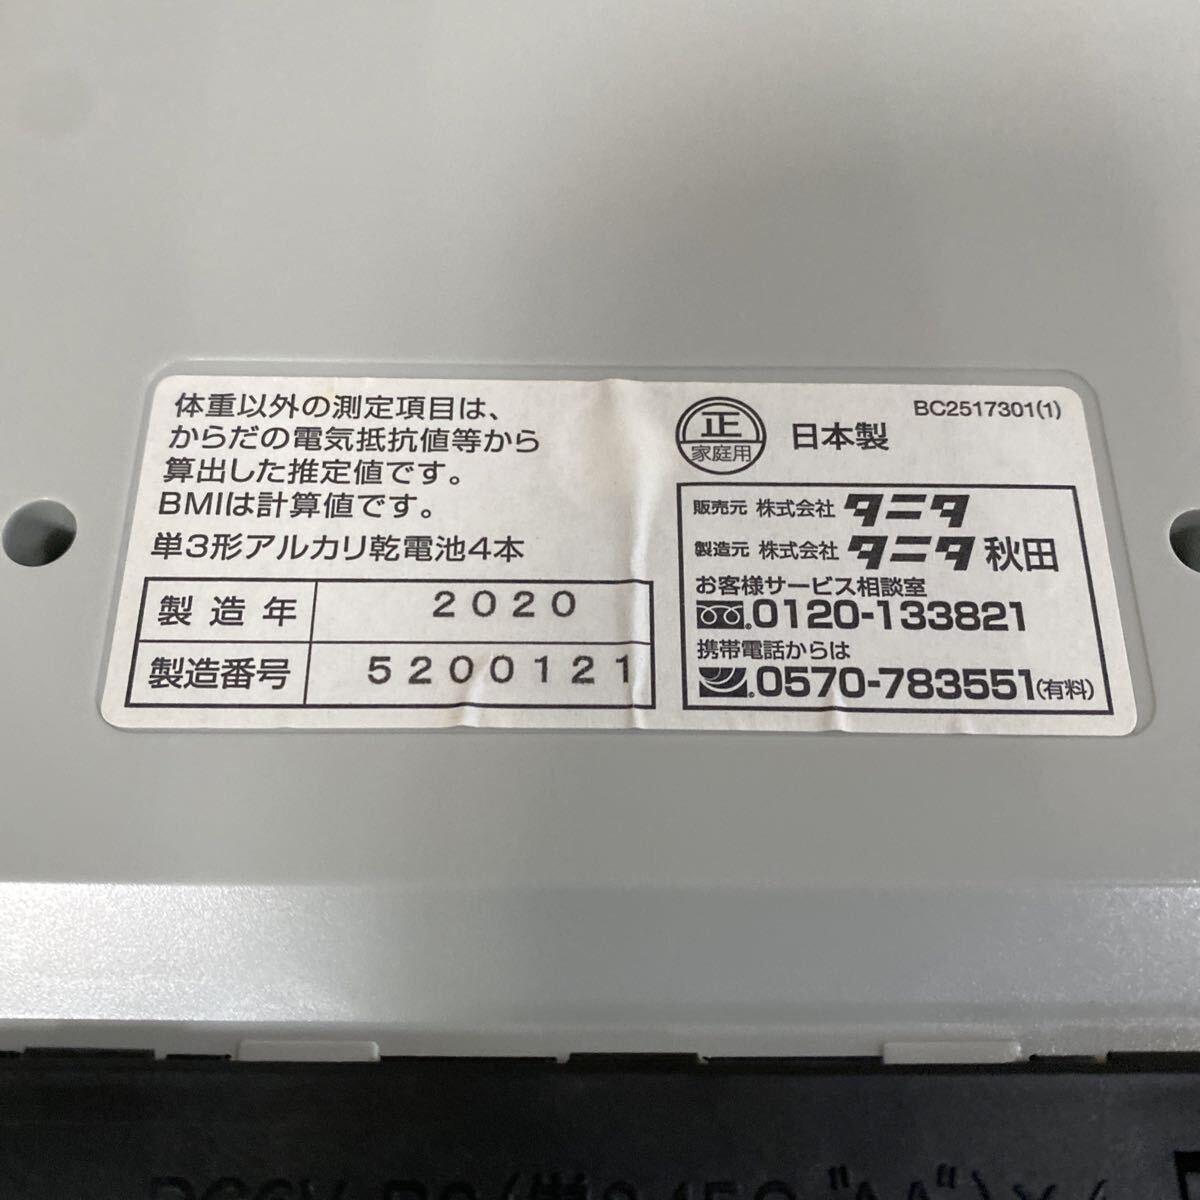 体重以外の測定項目は、
からだの電気抵抗値等から
算出した推定値です。
BMIは計算値です。
単3形アルカリ乾電池4本
製造年 2020
製造番号 5200121
正
家庭用
日本製
BC2517301(1)
販売元 株式会社 タニタ
製造元 株式会社 タニタ 秋田
お客様サービス相談室
0120-133821
携帯電話からは
0570-783551(有料)